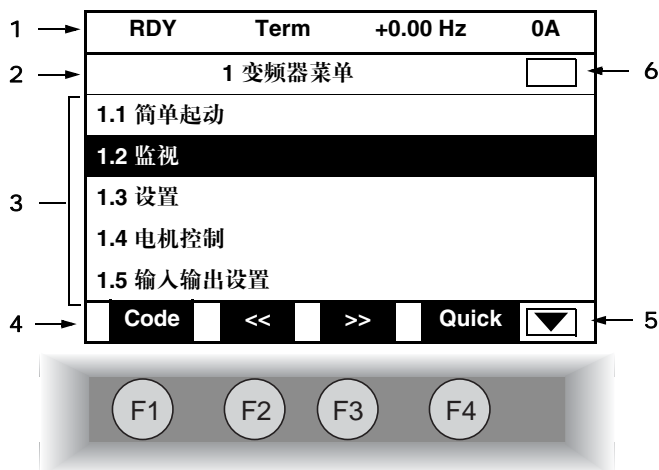 1 RDY Term +0.00 Hz 0A
2 1 变频器菜单 6
1.1 简单起动
1.2 监视
3 1.3 设置
1.4 电机控制
1.5 输入输出设置
4 Code << >> Quick 5
F1 F2 F3 F4